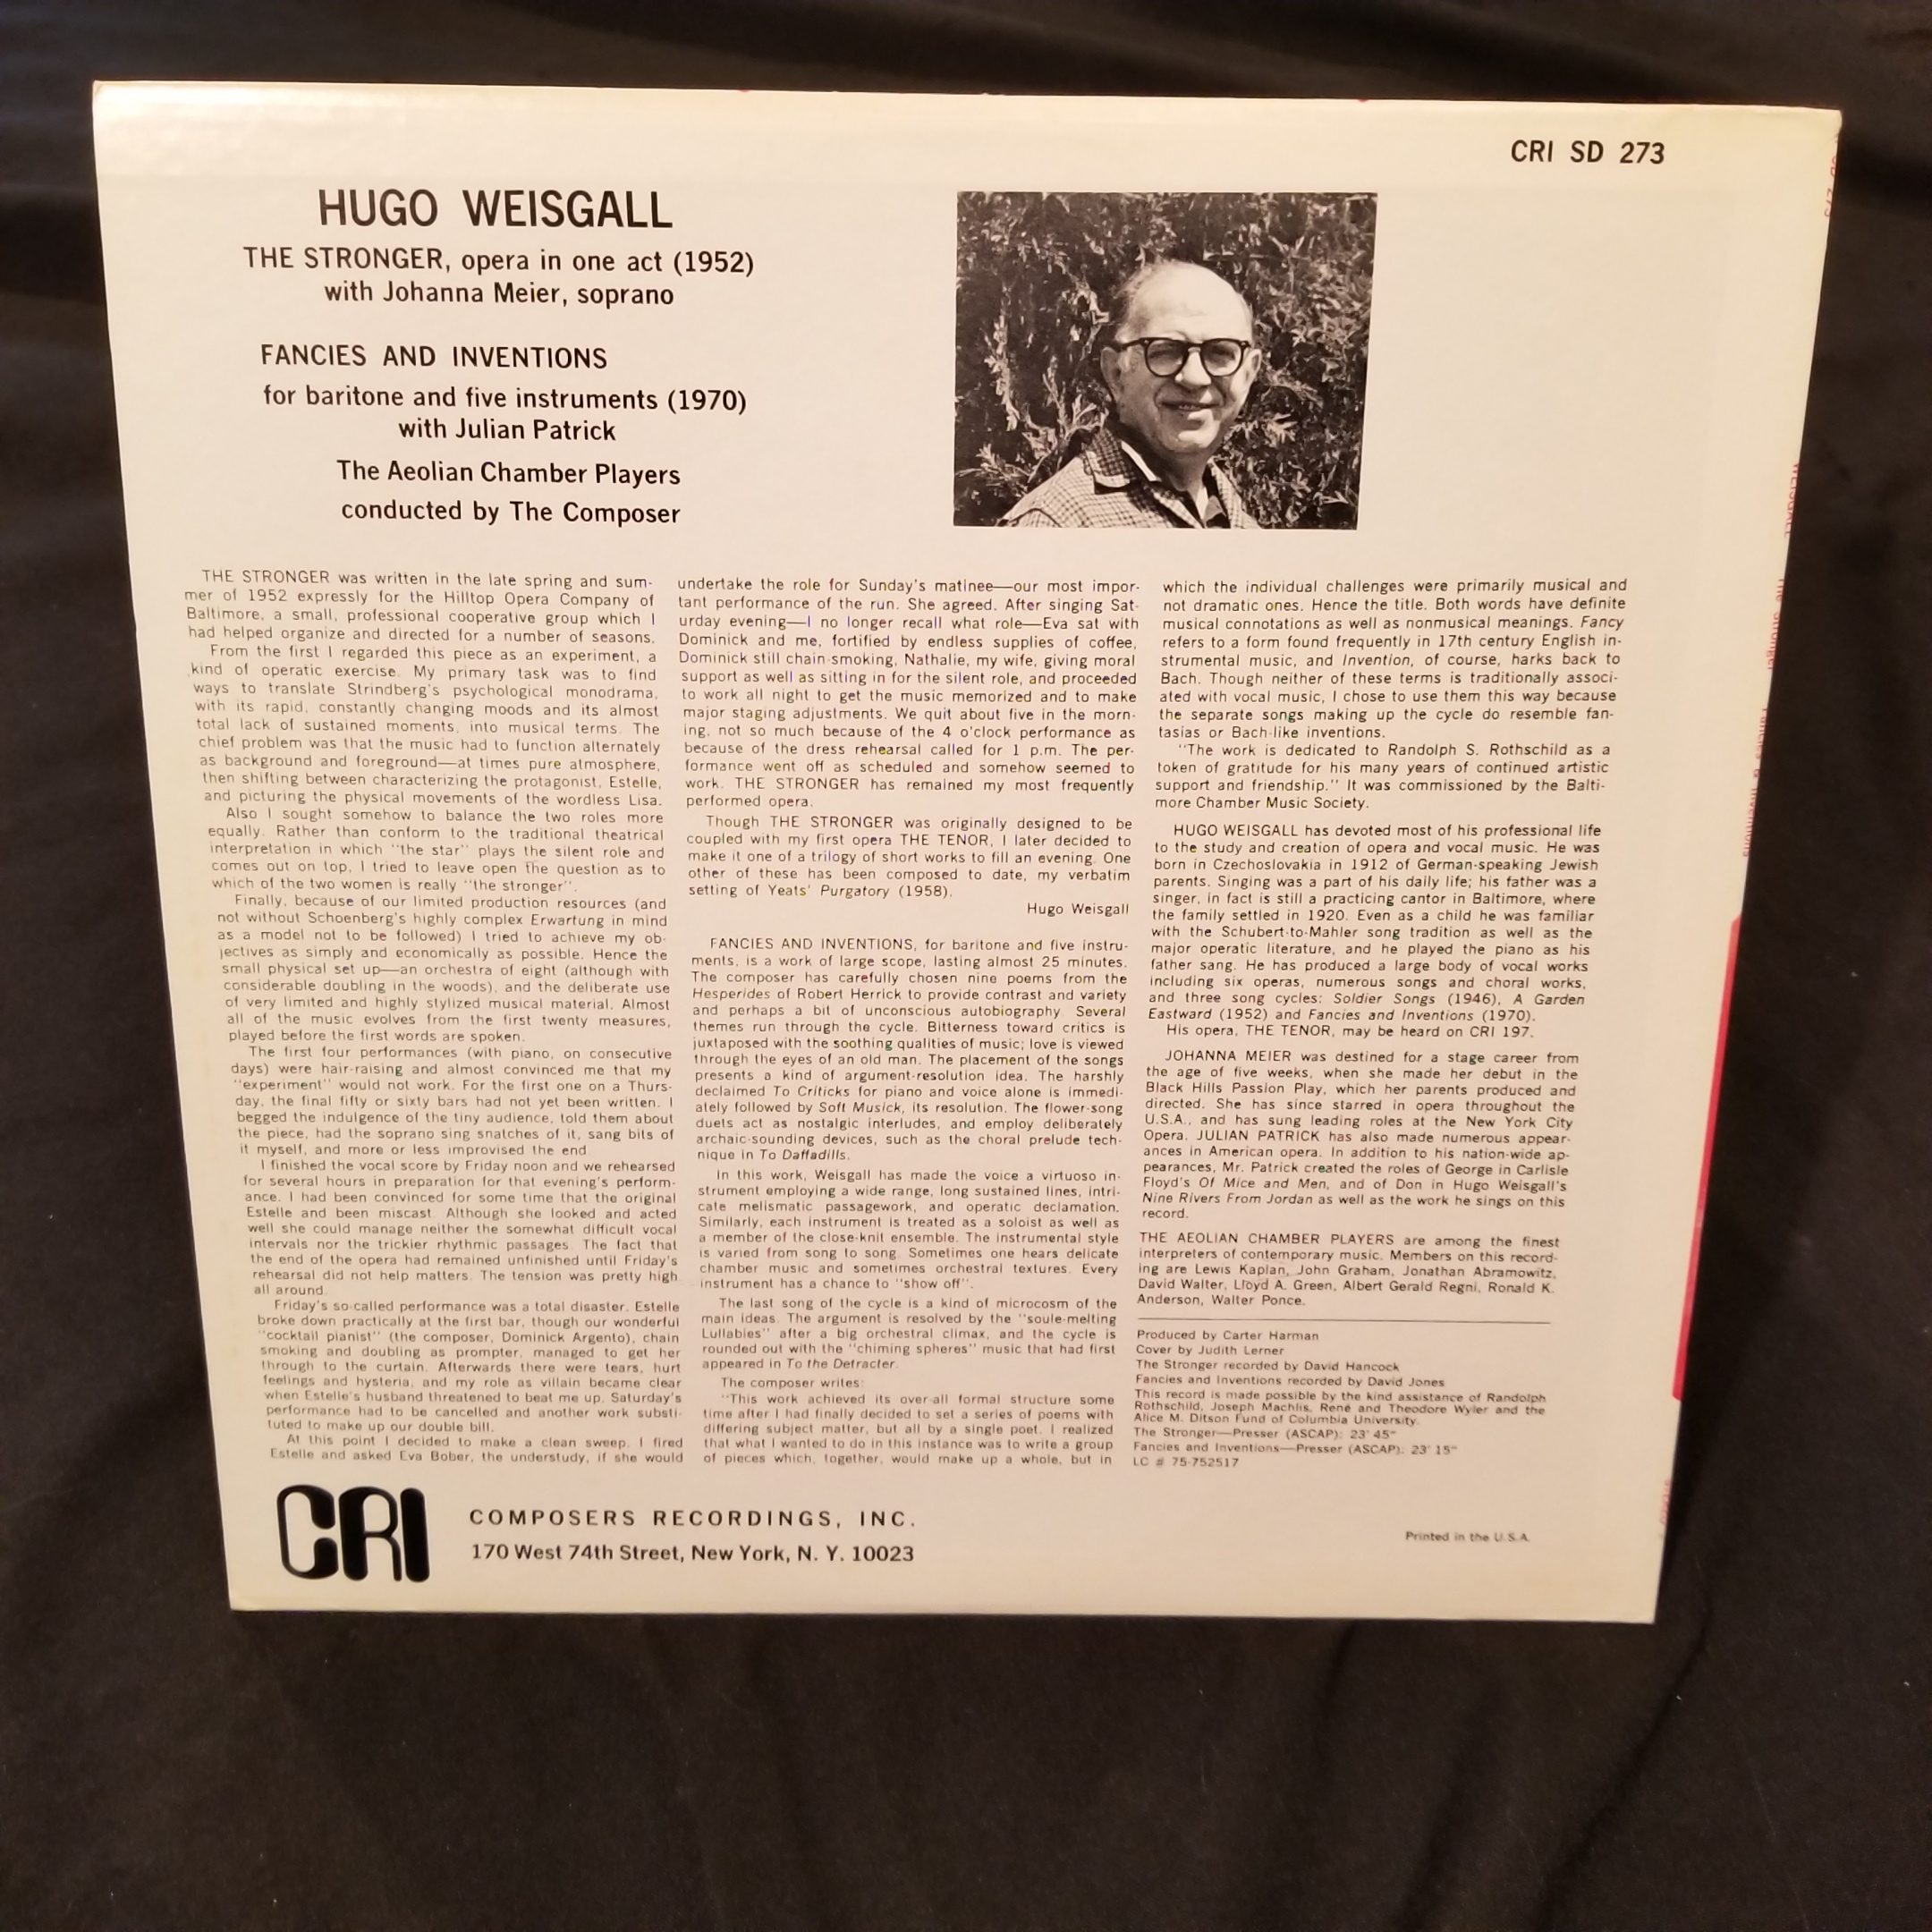 CRI SD 273
HUGO WEISGALL
THE STRONGER, opera in one act (1952)
with Johanna Meier, soprano
FANCIES AND INVENTIONS
for baritone and five instruments (1970)
with Julian Patrick
The Aeolian Chamber Players
conducted by The Composer
THE STRONGER was written in the late spring and sum-
mer of 1952 expressly for the Hilltop Opera Company of
Baltimore, a small, professional cooperative group which I
had helped organize and directed for a number of seasons.
From the first I regarded this piece as an experiment, a
kind of operatic exercise. My primary task was to find
ways to translate Strindberg's psychological monodrama,
with its rapid, constantly changing moods and its almost
total lack of sustained moments, into musical terms. The
chief problem was that the music had to function alternately
as background and foreground—at times pure atmosphere,
then shifting between characterizing the protagonist, Estelle,
and picturing the physical movements of the wordless Lisa.
Also I sought somehow to balance the two roles more
equally. Rather than conform to the traditional theatrical
interpretation in which "the star" plays the silent role and
comes out on top, I tried to leave open the question as to
which of the two women is really "the stronger".
Finally, because of our limited production resources (and
not without Schoenberg's highly complex Erwartung in mind
as a model not to be followed) I tried to achieve my ob-
jectives as simply and economically as possible. Hence the
small physical set up—an orchestra of eight (although with
considerable doubling in the woods), and the deliberate use
of very limited and highly stylized musical material. Almost
all of the music evolves from the first twenty measures,
played before the first words are spoken.
The first four performances (with piano, on consecutive
days) were hair-raising and almost convinced me that my
"experiment" would not work. For the first one on a Thurs-
day, the final fifty or sixty bars had not yet been written. I
begged the indulgence of the tiny audience, told them about
the piece, had the soprano sing snatches of it, sang bits of
it myself, and more or less improvised the end.
I finished the vocal score by Friday noon and we rehearsed
for several hours in preparation for that evening's perform-
ance. I had been convinced for some time that the original
Estelle and been miscast. Although she looked and acted
well she could manage neither the somewhat difficult vocal
intervals nor the trickier rhythmic passages. The fact that
the end of the opera had remained unfinished until Friday's
rehearsal did not help matters. The tension was pretty high
all around.
Friday's so-called performance was a total disaster. Estelle
broke down practically at the first bar, though our wonderful
"cocktail pianist" (the composer, Dominick Argento), chain
smoking and doubling as prompter, managed to get her
through to the curtain. Afterwards there were tears, hurt
feelings and hysteria, and my role as villain became clear
when Estelle's husband threatened to beat me up. Saturday's
performance had to be cancelled and another work substi-
tuted to make up our double bill.
At this point I decided to make a clean sweep. I fired
Estelle and asked Eva Bober, the understudy, if she would
undertake the role for Sunday's matinee—our most impor-
tant performance of the run. She agreed. After singing Sat-
urday evening—I no longer recall what role—Eva sat with
Dominick and me, fortified by endless supplies of coffee,
Dominick still chain-smoking, Nathalie, my wife, giving moral
support as well as sitting in for the silent role, and proceeded
to work all night to get the music memorized and to make
major staging adjustments. We quit about five in the morn-
ing, not so much because of the 4 o'clock performance as
because of the dress rehearsal called for 1 p.m. The per-
formance went off as scheduled and somehow seemed to
work. THE STRONGER has remained my most frequently
performed opera.
Though THE STRONGER was originally designed to be
coupled with my first opera THE TENOR, I later decided to
make it one of a trilogy of short works to fill an evening. One
other of these has been composed to date, my verbatim
setting of Yeats' Purgatory (1958).
Hugo Weisgall
FANCIES AND INVENTIONS, for baritone and five instru-
ments, is a work of large scope, lasting almost 25 minutes.
The composer has carefully chosen nine poems from the
Hesperides of Robert Herrick to provide contrast and variety
and perhaps a bit of unconscious autobiography. Several
themes run through the cycle. Bitterness toward critics is
juxtaposed with the soothing qualities of music; love is viewed
through the eyes of an old man. The placement of the songs
presents a kind of argument-resolution idea. The harshly
declaimed To Criticks for piano and voice alone is immedi-
ately followed by Soft Musick, its resolution. The flower-song
duets act as nostalgic interludes, and employ deliberately
archaic-sounding devices, such as the choral prelude tech-
nique in To Daffadills.
In this work, Weisgall has made the voice a virtuoso in-
strument employing a wide range, long sustained lines, intri-
cate melismatic passagework, and operatic declamation.
Similarly, each instrument is treated as a soloist as well as
a member of the close-knit ensemble. The instrumental style
is varied from song to song. Sometimes one hears delicate
chamber music and sometimes orchestral textures. Every
instrument has a chance to "show off".
The last song of the cycle is a kind of microcosm of the
main ideas. The argument is resolved by the "soule-melting
Lullabies" after a big orchestral climax, and the cycle is
rounded out with the "chiming spheres" music that had first
appeared in To the Detracter.
The composer writes:
"This work achieved its over-all formal structure some
time after I had finally decided to set a series of poems with
differing subject matter, but all by a single poet. I realized
that what I wanted to do in this instance was to write a group
of pieces which, together, would make up a whole, but in
which the individual challenges were primarily musical and
not dramatic ones. Hence the title. Both words have definite
musical connotations as well as nonmusical meanings. Fancy
refers to a form found frequently in 17th century English in-
strumental music, and Invention, of course, harks back to
Bach. Though neither of these terms is traditionally associ-
ated with vocal music, I chose to use them this way because
the separate songs making up the cycle do resemble fan-
tasias or Bach-like inventions.
"The work is dedicated to Randolph S. Rothschild as a
token of gratitude for his many years of continued artistic
support and friendship." It was commissioned by the Balti-
more Chamber Music Society.
HUGO WEISGALL has devoted most of his professional life
to the study and creation of opera and vocal music. He was
born in Czechoslovakia in 1912 of German-speaking Jewish
parents. Singing was a part of his daily life; his father was a
singer, in fact is still a practicing cantor in Baltimore, where
the family settled in 1920. Even as a child he was familiar
with the Schubert-to-Mahler song tradition as well as the
major operatic literature, and he played the piano as his
father sang. He has produced a large body of vocal works
including six operas, numerous songs and choral works,
and three song cycles: Soldier Songs (1946), A Garden
Eastward (1952) and Fancies and Inventions (1970).
His opera, THE TENOR, may be heard on CRI 197.
JOHANNA MEIER was destined for a stage career from
the age of five weeks, when she made her debut in the
Black Hills Passion Play, which her parents produced and
directed. She has since starred in opera throughout the
U.S.A., and has sung leading roles at the New York City
Opera. JULIAN PATRICK has also made numerous appear-
ances in American opera. In addition to his nation-wide ap-
pearances, Mr. Patrick created the roles of George in Carlisle
Floyd's Of Mice and Men, and of Don in Hugo Weisgall's
Nine Rivers From Jordan as well as the work he sings on this
record.
THE AEOLIAN CHAMBER PLAYERS are among the finest
interpreters of contemporary music. Members on this record-
ing are Lewis Kaplan, John Graham, Jonathan Abramowitz,
David Walter, Lloyd A. Green, Albert Gerald Regni, Ronald K.
Anderson, Walter Ponce.
Produced by Carter Harman
Cover by Judith Lerner
The Stronger recorded by David Hancock
Fancies and Inventions recorded by David Jones
This record is made possible by the kind assistance of Randolph
Rothschild, Joseph Machlis, René and Theodore Wyler and the
Alice M. Ditson Fund of Columbia University.
The Stronger—Presser (ASCAP): 23' 45"
Fancies and Inventions—Presser (ASCAP): 23' 15"
LC # 75-752517
CRI
COMPOSERS RECORDINGS, INC.
170 West 74th Street, New York, N. Y. 10023
Printed in the U.S.A.